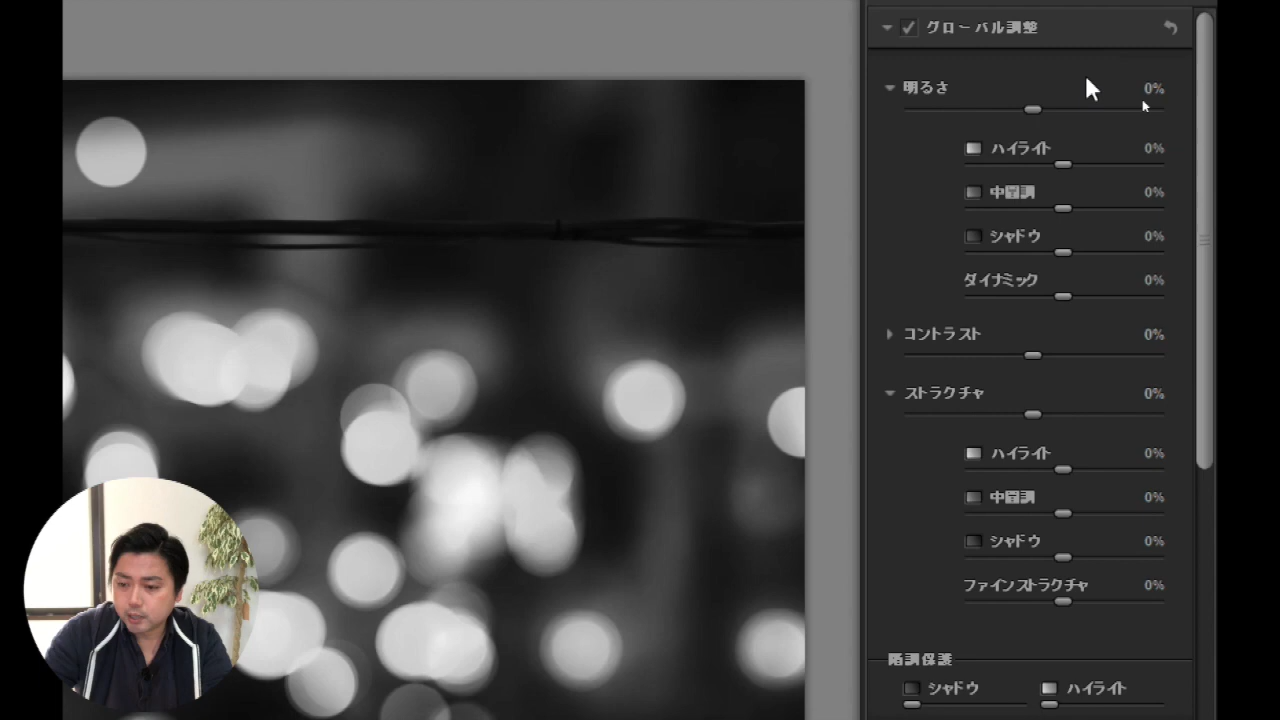 グローバル調整
明るさ 0%
ハイライト 0%
中間調 0%
シャドウ 0%
ダイナミック 0%
コントラスト 0%
ストラクチャ 0%
ハイライト 0%
中間調 0%
シャドウ 0%
ファインストラクチャ 0%
階調保護
シャドウ ハイライト